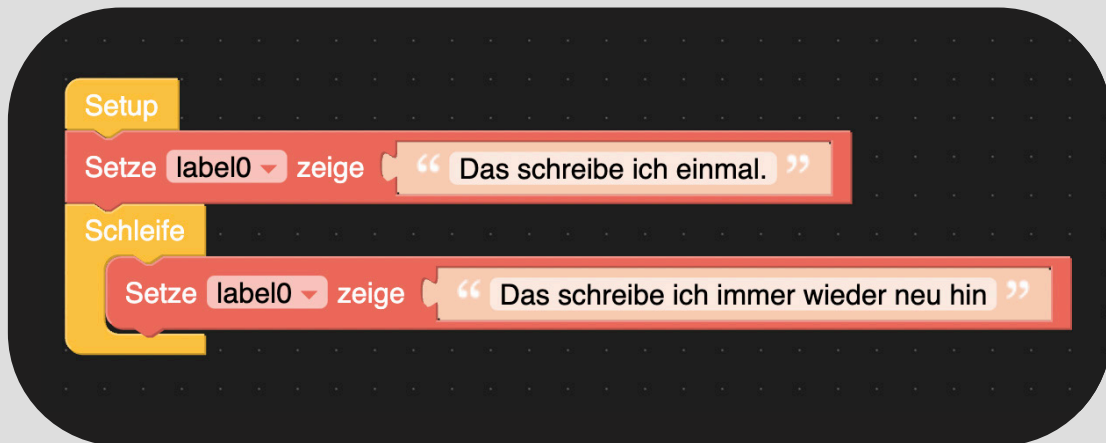 Setup
Setze label0 zeige “ Das schreibe ich einmal. ”
Schleife
Setze label0 zeige “ Das schreibe ich immer wieder neu hin ”